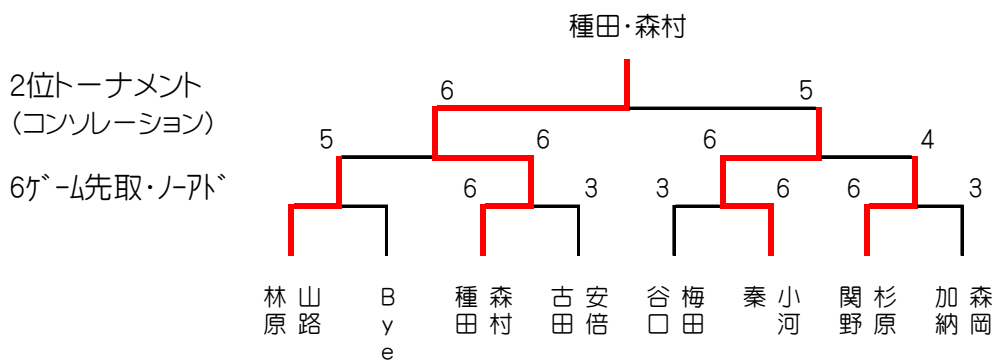 種田・森村
2位トーナメント
(コンソレーション)
6ｹﾞｰﾑ先取・ﾉｰｱﾄﾞ
6 5
5 6 6 4
6 3 3 6 6 3
林原 山路 Bye 種田 森村 古田 安倍 谷口 梅田 秦 小河 関野 杉原 加納 森岡